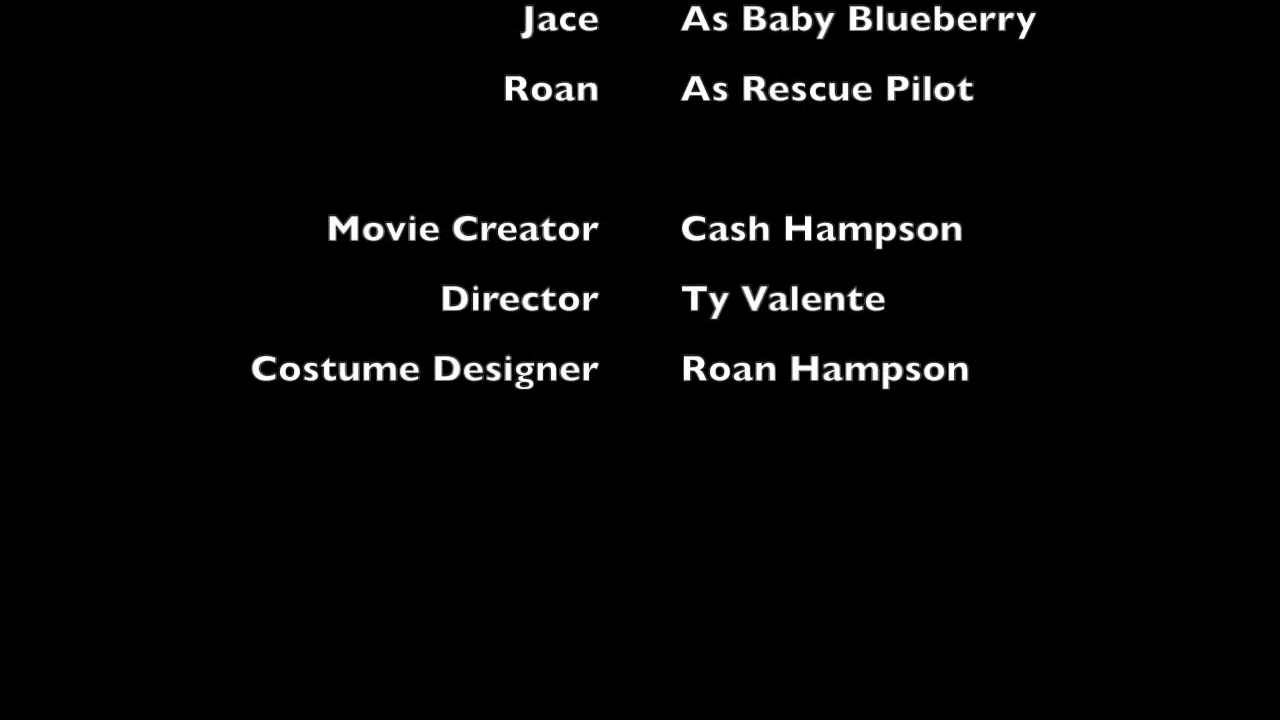 Jace As Baby Blueberry
Roan As Rescue Pilot
Movie Creator Cash Hampson
Director Ty Valente
Costume Designer Roan Hampson